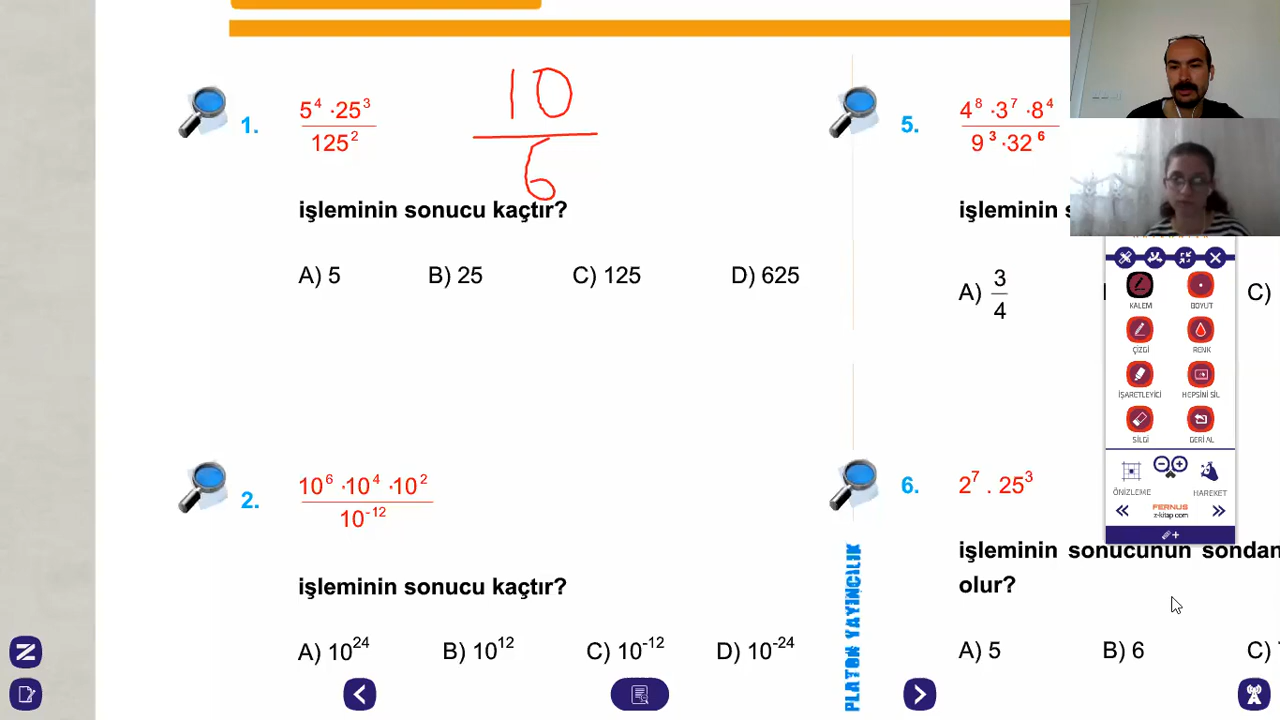 1.
5⁴ · 25³
125²
10
6
işleminin sonucu kaçtır?
A) 5 B) 25 C) 125 D) 625
2.
10⁶ · 10⁴ · 10²
10⁻¹²
işleminin sonucu kaçtır?
A) 10²⁴ B) 10¹² C) 10⁻¹² D) 10⁻²⁴
PLATON YAYINCILIK
5.
4⁸ · 3⁷ · 8⁴
9³ · 32⁶
işleminin
A) 3/4 C)
6.
2⁷ . 25³
işleminin sonucunun sondan
olur?
A) 5 B) 6 C)
KALEM BOYUT
ÇİZGİ RENK
İŞARETLEYİCİ HEPSİNİ SİL
SİLGİ GERİ AL
ÖNİZLEME HAREKET
FERNUS
z-kitap.com